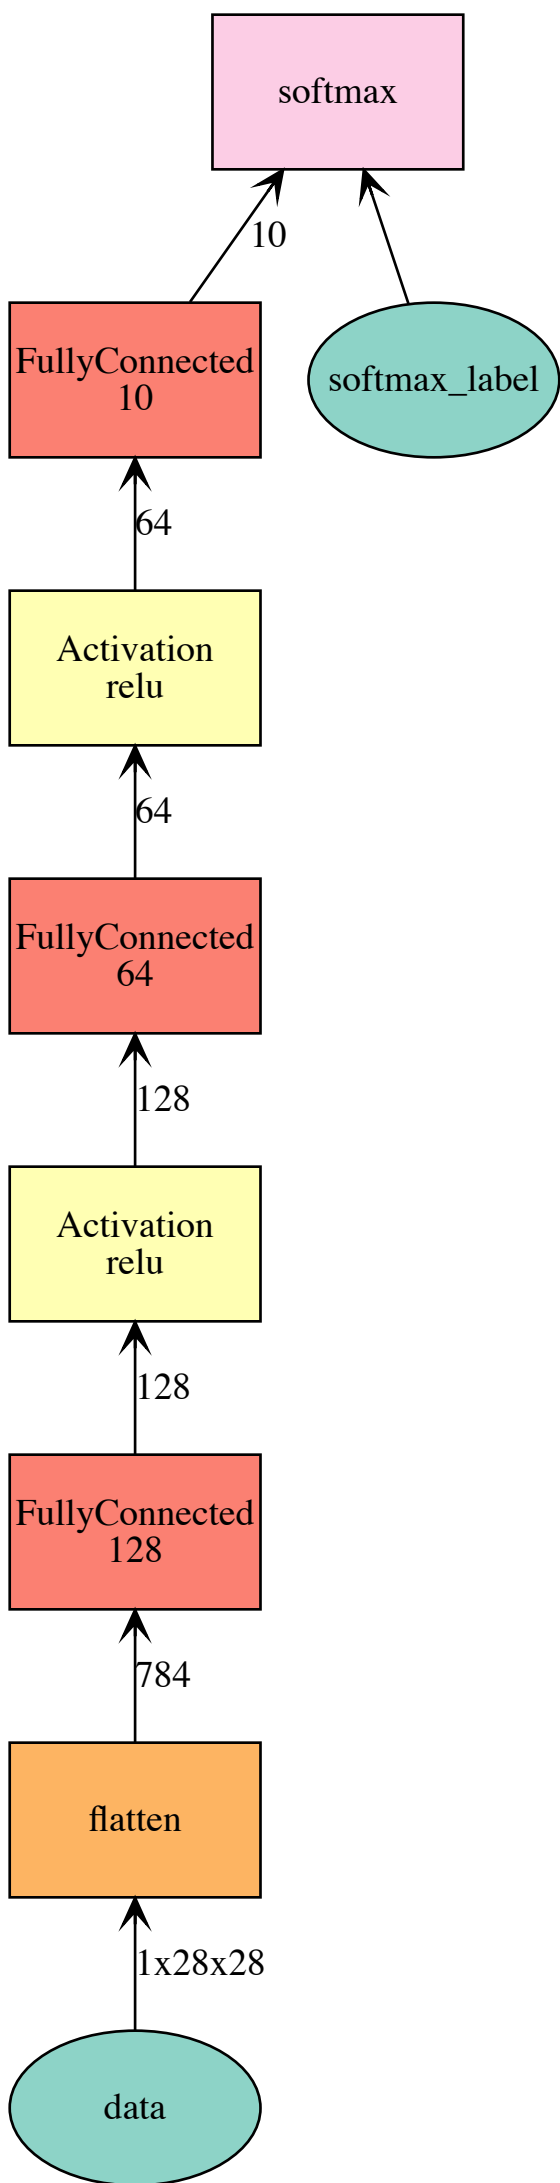 softmax
10
FullyConnected
10
softmax_label
64
Activation
relu
64
FullyConnected
64
128
Activation
relu
128
FullyConnected
128
784
flatten
1x28x28
data